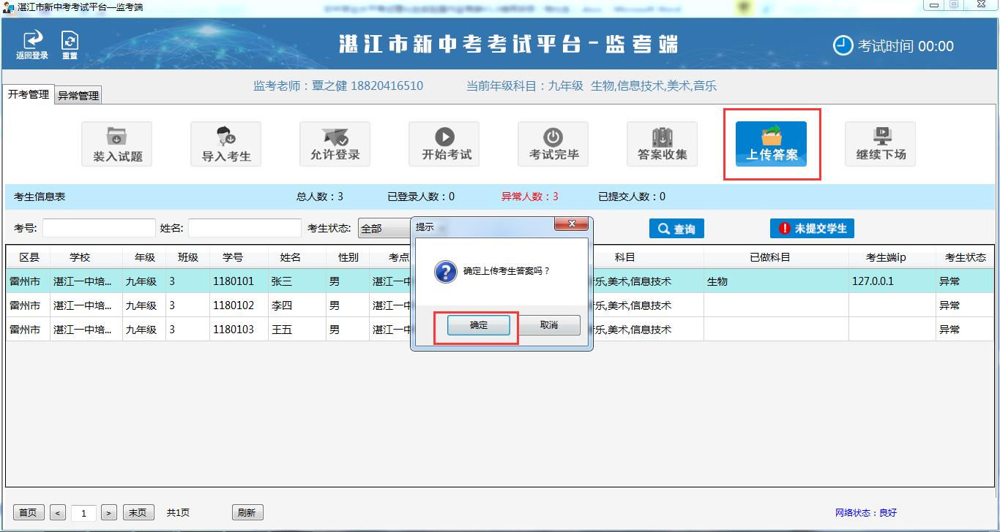 湛江市新中考考试平台—监考端
返回登录 重置
湛江市新中考考试平台-监考端
考试时间 00:00
开考管理 异常管理
监考老师：覃之健 18820416510 当前年级科目：九年级 生物,信息技术,美术,音乐
装入试题 导入考生 允许登录 开始考试 考试完毕 答案收集 上传答案 继续下场
考生信息表 总人数：3 已登录人数：0 异常人数：3 已提交人数：0
考号: 姓名: 考生状态: 全部 查询 未提交学生
提示
确定上传考生答案吗？
确定 取消
区县 学校 年级 班级 学号 姓名 性别 考点 科目 已做科目 考生端ip 考生状态
雷州市 湛江一中培... 九年级 3 1180101 张三 男 湛江一中 乐,美术,信息技术 生物 127.0.0.1 异常
雷州市 湛江一中培... 九年级 3 1180102 李四 男 湛江一中 乐,美术,信息技术 异常
雷州市 湛江一中培... 九年级 3 1180103 王五 男 湛江一中 乐,美术,信息技术 异常
首页 < 1 > 末页 共1页 刷新 网络状态：良好